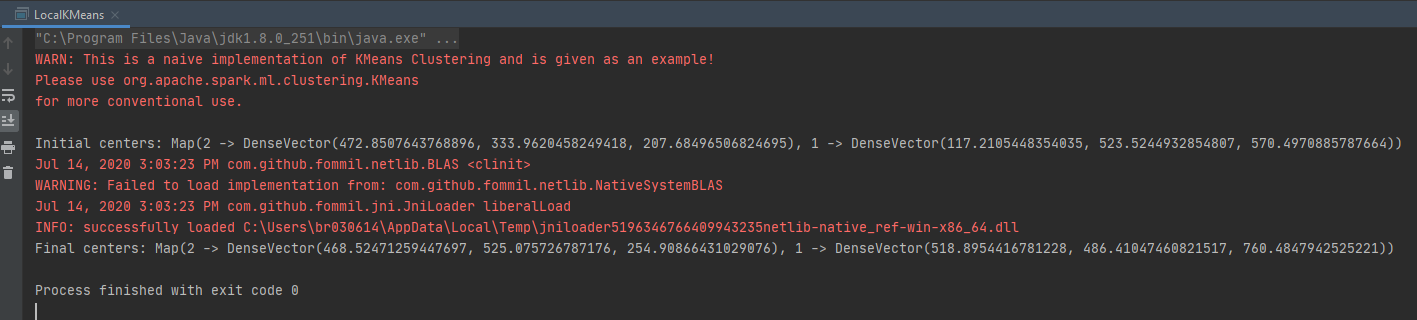 LocalKMeans
"C:\Program Files\Java\jdk1.8.0_251\bin\java.exe" ...
WARN: This is a naive implementation of KMeans Clustering and is given as an example!
Please use org.apache.spark.ml.clustering.KMeans
for more conventional use.
Initial centers: Map(2 -> DenseVector(472.8507643768896, 333.9620458249418, 207.68496506824695), 1 -> DenseVector(117.2105448354035, 523.5244932854807, 570.4970885787664))
Jul 14, 2020 3:03:23 PM com.github.fommil.netlib.BLAS <clinit>
WARNING: Failed to load implementation from: com.github.fommil.netlib.NativeSystemBLAS
Jul 14, 2020 3:03:23 PM com.github.fommil.jni.JniLoader liberalLoad
INFO: successfully loaded C:\Users\br030614\AppData\Local\Temp\jniloader5196346766409943235netlib-native_ref-win-x86_64.dll
Final centers: Map(2 -> DenseVector(468.52471259447697, 525.075726787176, 254.90866431029076), 1 -> DenseVector(518.8954416781228, 486.41047460821517, 760.4847942525221))
Process finished with exit code 0